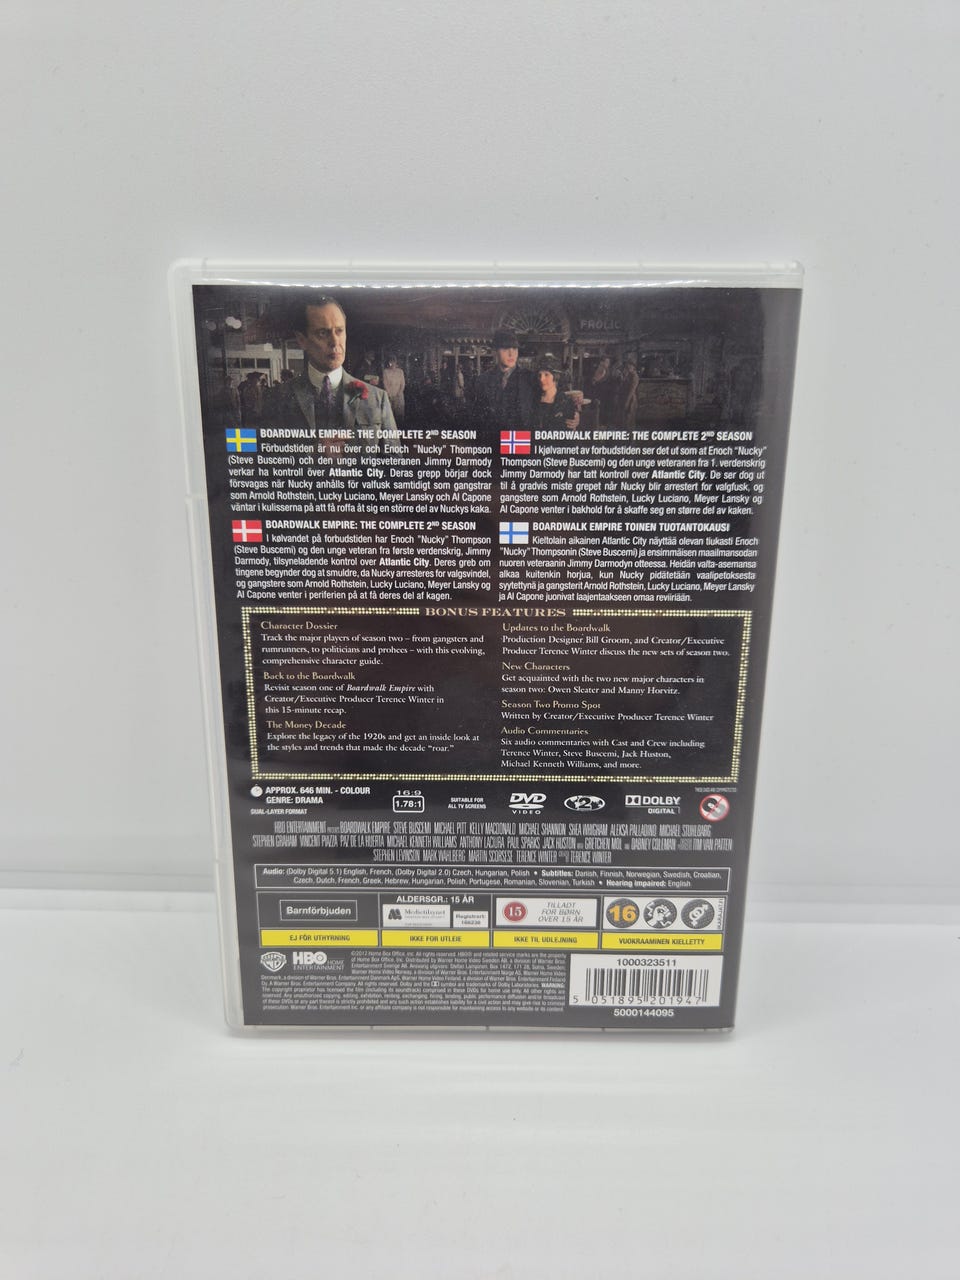 FROLIC
BOARDWALK EMPIRE: THE COMPLETE 2ND SEASON
Förbudstiden är nu över och Enoch "Nucky" Thompson
(Steve Buscemi) och den unge krigsveteranen Jimmy Darmody
verkar ha kontroll över Atlantic City. Deras grepp börjar dock
försvagas när Nucky anhålls för valfusk samtidigt som gangstrar
som Arnold Rothstein, Lucky Luciano, Meyer Lansky och Al Capone
väntar i kulisserna på att få roffa åt sig en större del av Nuckys kaka.
BOARDWALK EMPIRE: THE COMPLETE 2ND SEASON
I kjølvannet av forbudstiden ser det ut som at Enoch "Nucky"
Thompson (Steve Buscemi) og den unge veteranen fra 1. verdenskrig
Jimmy Darmody har tatt kontroll over Atlantic City. De ser dog ut
til å gradvis miste grepet når Nucky blir arrestert for valgfusk, og
gangstere som Arnold Rothstein, Lucky Luciano, Meyer Lansky og
Al Capone venter i bakhold for å skaffe seg en større del av kaken.
BOARDWALK EMPIRE: THE COMPLETE 2ND SEASON
I kølvandet på forbudstiden har Enoch "Nucky" Thompson
(Steve Buscemi) og den unge veteran fra første verdenskrig, Jimmy
Darmody, tilsyneladende kontrol over Atlantic City. Deres greb om
tingene begynder dog at smuldre, da Nucky arresteres for valgsvindel,
og gangstere som Arnold Rothstein, Lucky Luciano, Meyer Lansky og
Al Capone venter i periferien på at få deres del af kagen.
BOARDWALK EMPIRE TOINEN TUOTANTOKAUSI
Kieltolain aikainen Atlantic City näyttää olevan tiukasti Enoch
"Nucky" Thompsonin (Steve Buscemi) ja ensimmäisen maailmansodan
nuoren veteraanin Jimmy Darmodyn otteessa. Heidän valta-asemansa
alkaa kuitenkin horjua, kun Nucky pidätetään vaalipetoksesta
syytettynä ja gangsterit Arnold Rothstein, Lucky Luciano, Meyer Lansky
ja Al Capone juonivat laajentaakseen omaa reviiriään.
BONUS FEATURES
Character Dossier
Track the major players of season two – from gangsters and
rumrunners, to politicians and prohees – with this evolving,
comprehensive character guide.
Back to the Boardwalk
Revisit season one of Boardwalk Empire with
Creator/Executive Producer Terence Winter in
this 15-minute recap.
The Money Decade
Explore the legacy of the 1920s and get an inside look at
the styles and trends that made the decade "roar."
Updates to the Boardwalk
Production Designer Bill Groom, and Creator/Executive
Producer Terence Winter discuss the new sets of season two.
New Characters
Get acquainted with the two new major characters in
season two: Owen Sleater and Manny Horvitz.
Season Two Promo Spot
Written by Creator/Executive Producer Terence Winter
Audio Commentaries
Six audio commentaries with Cast and Crew including
Terence Winter, Steve Buscemi, Jack Huston,
Michael Kenneth Williams, and more.
APPROX. 646 MIN. - COLOUR
GENRE: DRAMA
DUAL-LAYER FORMAT
16:9
1.78:1
SUITABLE FOR
ALL TV SCREENS
DVD
VIDEO
2
DOLBY
DIGITAL
HBO ENTERTAINMENT PRESENTS BOARDWALK EMPIRE STEVE BUSCEMI MICHAEL PITT KELLY MACDONALD MICHAEL SHANNON SHEA WHIGHAM ALEKSA PALLADINO MICHAEL STUHLBARG
STEPHEN GRAHAM VINCENT PIAZZA PAZ DE LA HUERTA MICHAEL KENNETH WILLIAMS ANTHONY LACIURA PAUL SPARKS JACK HUSTON WITH GRETCHEN MOL AND DABNEY COLEMAN TIM VAN PATTEN
STEPHEN LEVINSON MARK WAHLBERG MARTIN SCORSESE TERENCE WINTER TERENCE WINTER
Audio: (Dolby Digital 5.1) English, French, (Dolby Digital 2.0) Czech, Hungarian, Polish • Subtitles: Danish, Finnish, Norwegian, Swedish, Croatian,
Czech, Dutch, French, Greek, Hebrew, Hungarian, Polish, Portugese, Romanian, Slovenian, Turkish • Hearing Impaired: English
Barnförbjuden
ALDERSGR.: 15 ÅR
Medietilsynet
Registrert:
15
TILLADT
FOR BØRN
OVER 15 ÅR
16
EJ FÖR UTHYRNING
IKKE FOR UTLEIE
IKKE TIL UDLEJNING
VUOKRAAMINEN KIELLETTY
WB
HBO HOME
ENTERTAINMENT
1000323511
5 051895 201947
5000144095